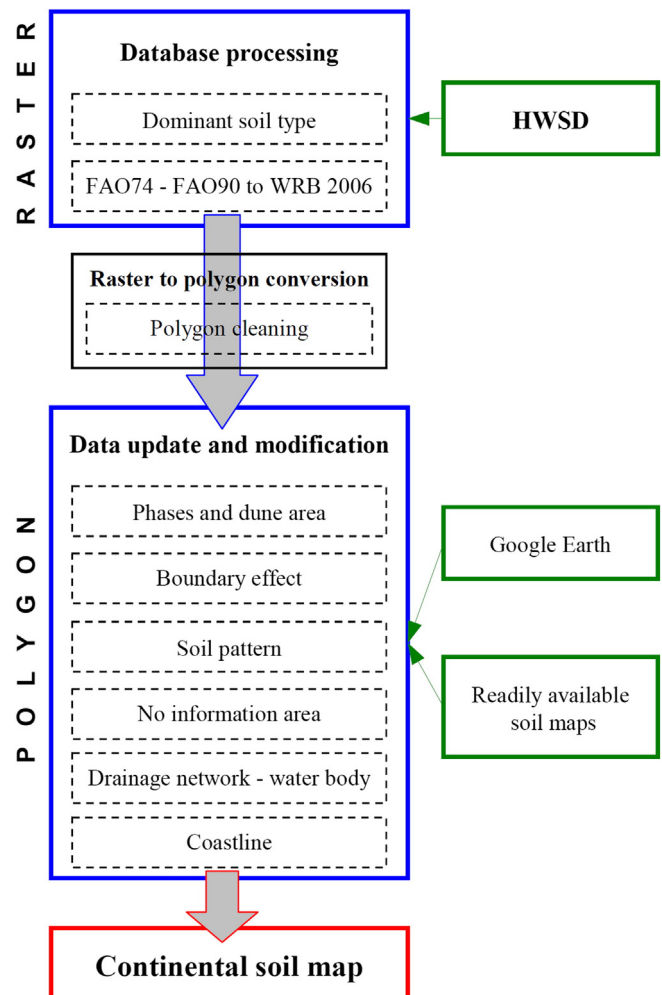 RASTER
Database processing
Dominant soil type
FAO74 - FAO90 to WRB 2006
HWSD
Raster to polygon conversion
Polygon cleaning
POLYGON
Data update and modification
Phases and dune area
Boundary effect
Soil pattern
No information area
Drainage network - water body
Coastline
Google Earth
Readily available
soil maps
Continental soil map